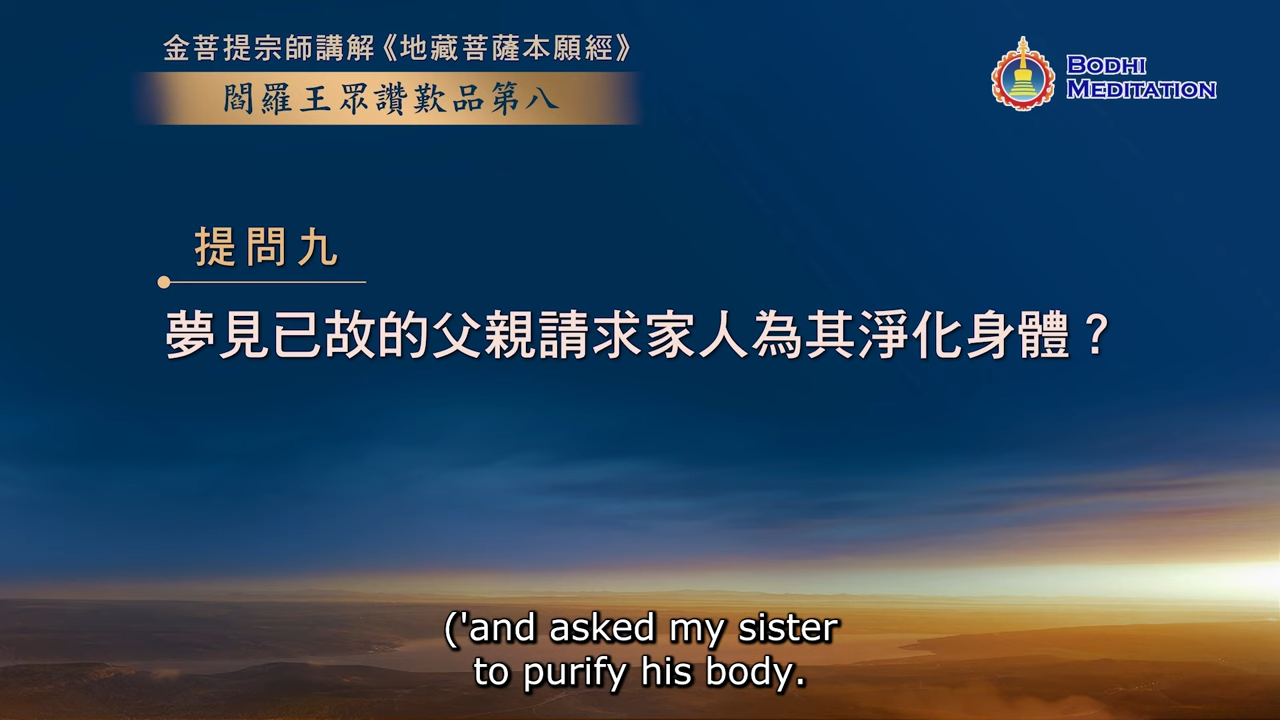 金菩提宗師講解《地藏菩薩本願經》
閻羅王眾讚歎品第八
BODHI
MEDITATION
提問九
夢見已故的父親請求家人為其淨化身體？
('and asked my sister
to purify his body.